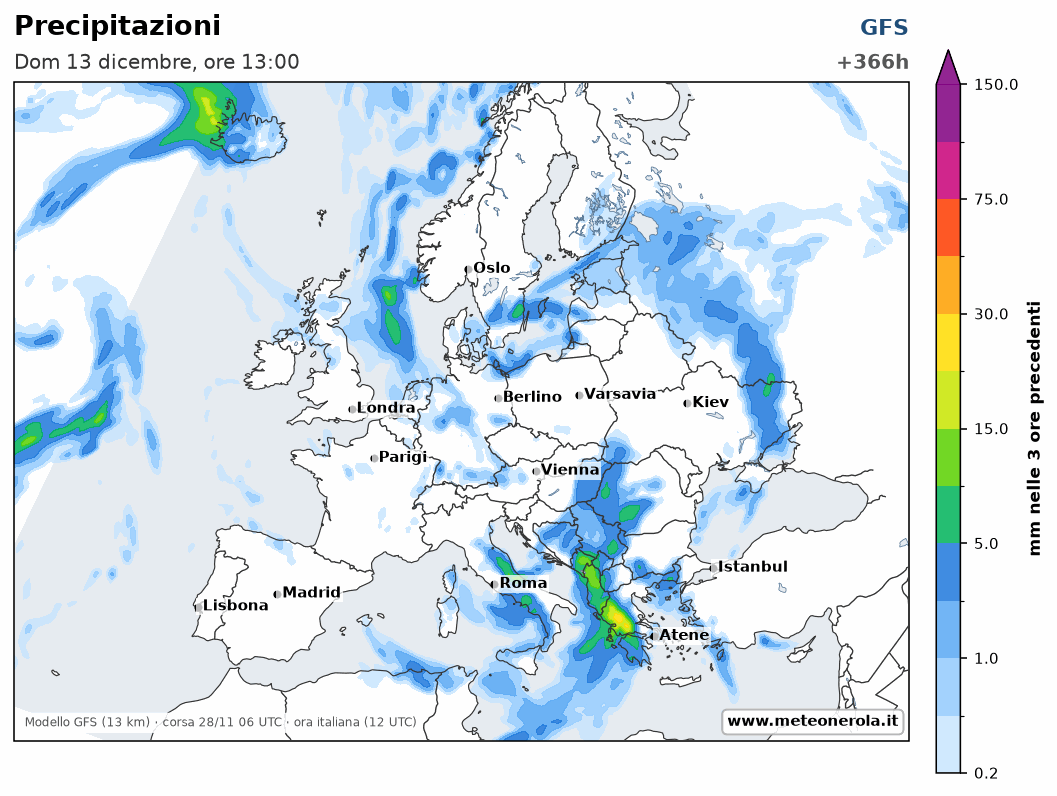 Precipitazioni
GFS
Dom 13 dicembre, ore 13:00
+366h
150.0
75.0
30.0
15.0
5.0
1.0
0.2
mm nelle 3 ore precedenti
Oslo
Berlino
Varsavia
Kiev
Londra
Parigi
Vienna
Istanbul
Roma
Madrid
Lisbona
Atene
Modello GFS (13 km) · corsa 28/11 06 UTC · ora italiana (12 UTC)
www.meteonerola.it